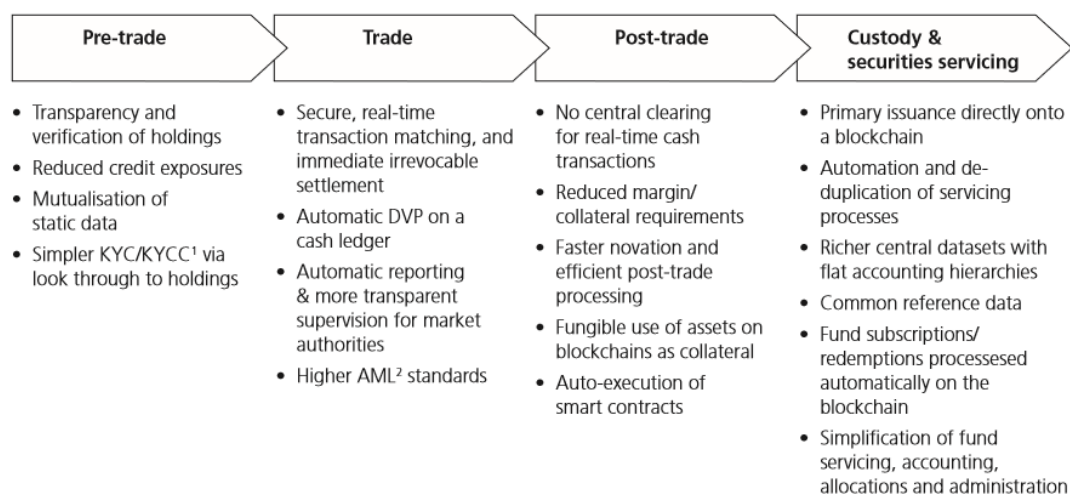 Pre-trade
• Transparency and
verification of holdings
• Reduced credit exposures
• Mutualisation of
static data
• Simpler KYC/KYCC¹ via
look through to holdings
Trade
• Secure, real-time
transaction matching, and
immediate irrevocable
settlement
• Automatic DVP on a
cash ledger
• Automatic reporting
& more transparent
supervision for market
authorities
• Higher AML² standards
Post-trade
• No central clearing
for real-time cash
transactions
• Reduced margin/
collateral requirements
• Faster novation and
efficient post-trade
processing
• Fungible use of assets on
blockchains as collateral
• Auto-execution of
smart contracts
Custody &
securities servicing
• Primary issuance directly onto
a blockchain
• Automation and de-
duplication of servicing
processes
• Richer central datasets with
flat accounting hierarchies
• Common reference data
• Fund subscriptions/
redemptions processesed
automatically on the
blockchain
• Simplification of fund
servicing, accounting,
allocations and administration